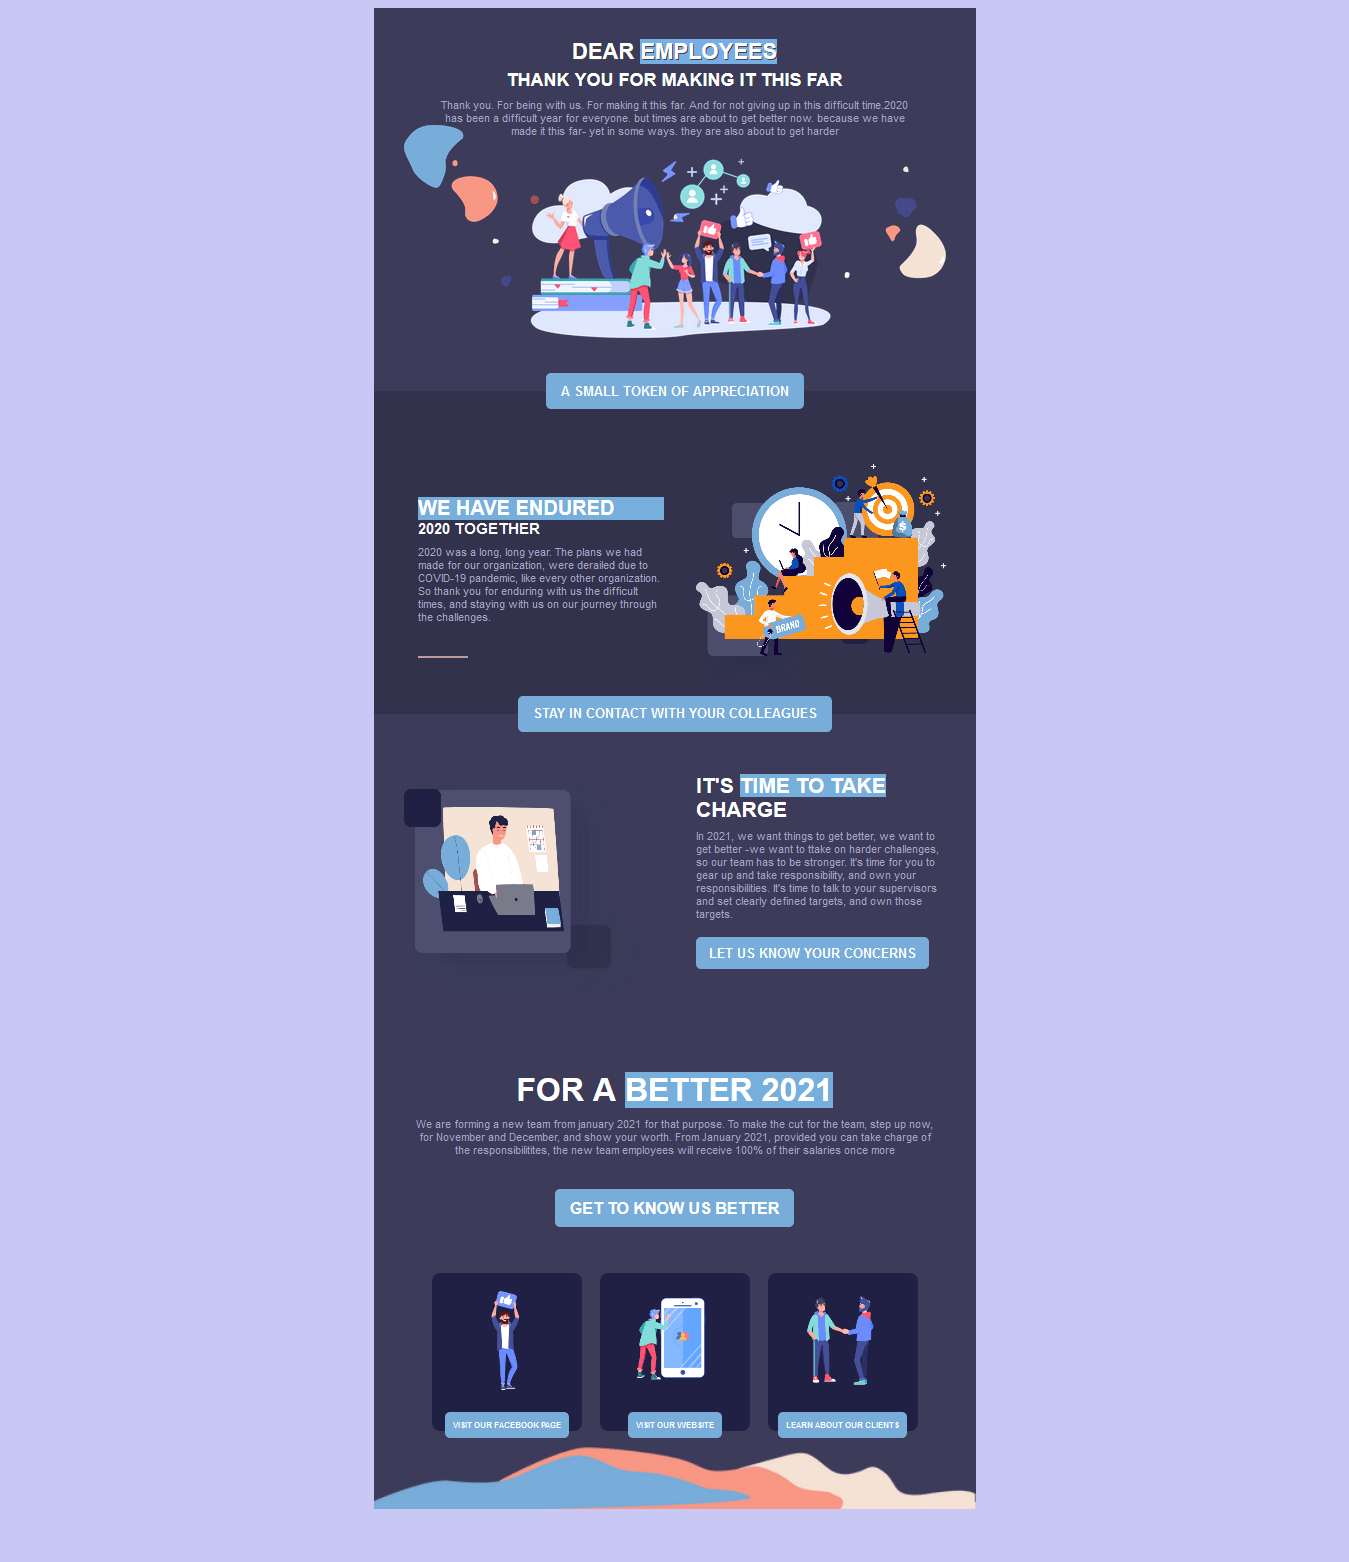 DEAR EMPLOYEES
THANK YOU FOR MAKING IT THIS FAR
Thank you. For being with us. For making it this far. And for not giving up in this difficult time.2020
has been a difficult year for everyone. but times are about to get better now. because we have
made it this far- yet in some ways. they are also about to get harder
A SMALL TOKEN OF APPRECIATION
WE HAVE ENDURED
2020 TOGETHER
2020 was a long, long year. The plans we had
made for our organization, were derailed due to
COVID-19 pandemic, like every other organization.
So thank you for enduring with us the difficult
times, and staying with us on our journey through
the challenges.
$
BRAND
STAY IN CONTACT WITH YOUR COLLEAGUES
IT'S TIME TO TAKE
CHARGE
In 2021, we want things to get better, we want to
get better -we want to ttake on harder challenges,
so our team has to be stronger. It's time for you to
gear up and take responsibility, and own your
responsibilities. It's time to talk to your supervisors
and set clearly defined targets, and own those
targets.
LET US KNOW YOUR CONCERNS
FOR A BETTER 2021
We are forming a new team from january 2021 for that purpose. To make the cut for the team, step up now,
for November and December, and show your worth. From January 2021, provided you can take charge of
the responsibilitites, the new team employees will receive 100% of their salaries once more
GET TO KNOW US BETTER
VISIT OUR FACEBOOK PAGE
VISIT OUR WEBSITE
LEARN ABOUT OUR CLIENTS